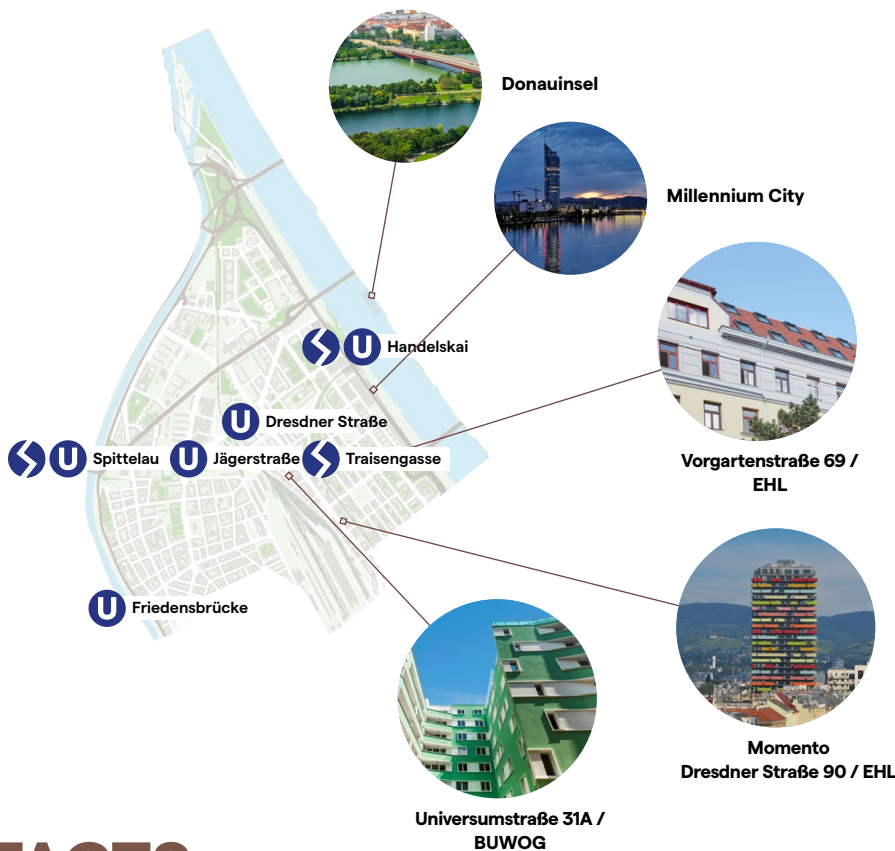 Donauinsel
Millennium City
U Handelskai
U Dresdner Straße
U Spittelau
U Jägerstraße
Traisengasse
Vorgartenstraße 69 /
EHL
U Friedensbrücke
Momento
Dresdner Straße 90 / EHL
Universumstraße 31A /
BUWOG